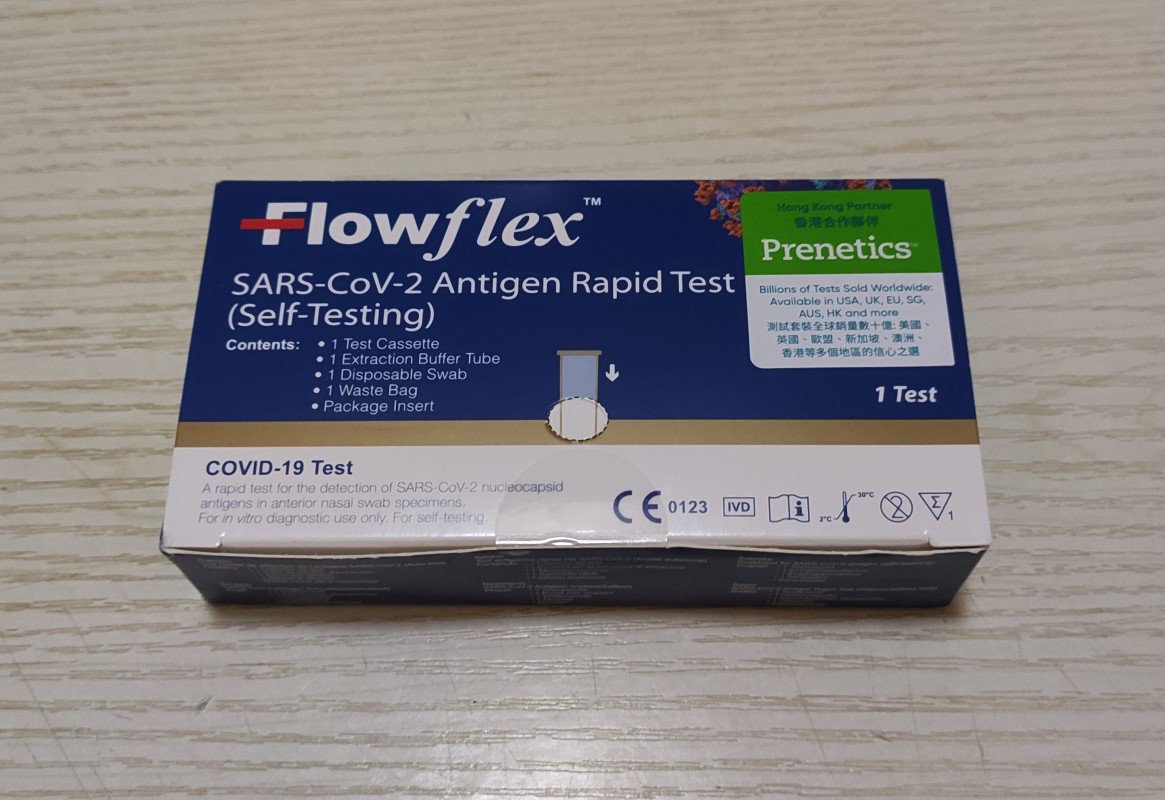 Flowflex™
SARS-CoV-2 Antigen Rapid Test
(Self-Testing)
Contents: • 1 Test Cassette
• 1 Extraction Buffer Tube
• 1 Disposable Swab
• 1 Waste Bag
• Package Insert
Hong Kong Partner
香港合作夥伴
Prenetics™
Billions of Tests Sold Worldwide:
Available in USA, UK, EU, SG,
AUS, HK and more
測試套裝全球銷量數十億: 美國、
英國、歐盟、新加坡、澳洲、
香港等多個地區的信心之選
1 Test
COVID-19 Test
A rapid test for the detection of SARS-CoV-2 nucleocapsid
antigens in anterior nasal swab specimens.
For in vitro diagnostic use only. For self-testing.
CE 0123 IVD i 2°C 30°C 2 Σ 1